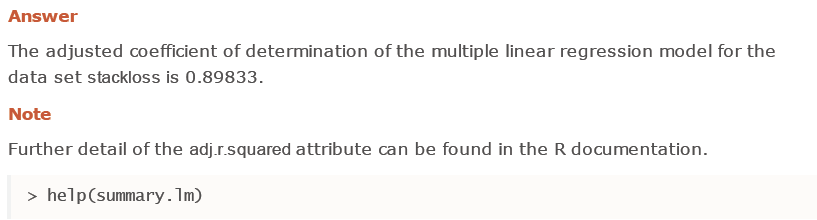 Answer
The adjusted coefficient of determination of the multiple linear regression model for the
data set stackloss is 0.89833.
Note
Further detail of the adj.r.squared attribute can be found in the R documentation.
> help(summary.lm)